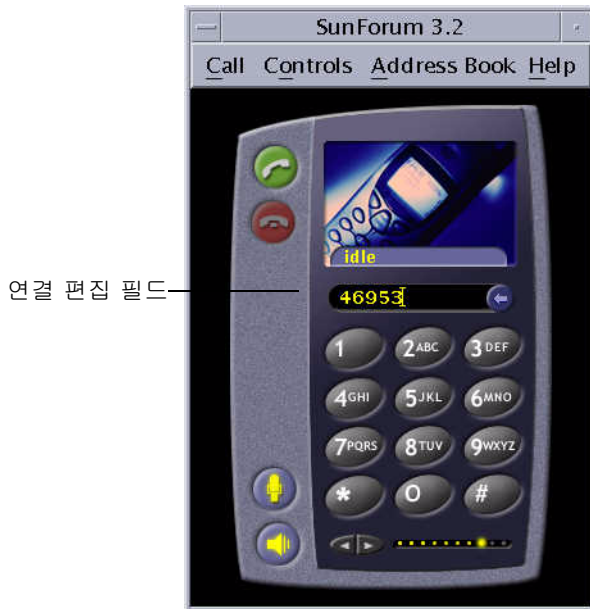 SunForum 3.2
Call Controls Address Book Help
idle
연결 편집 필드
46953
1 2ABC 3DEF
4GHI 5JKL 6MNO
7PQRS 8TUV 9WXYZ
* O #